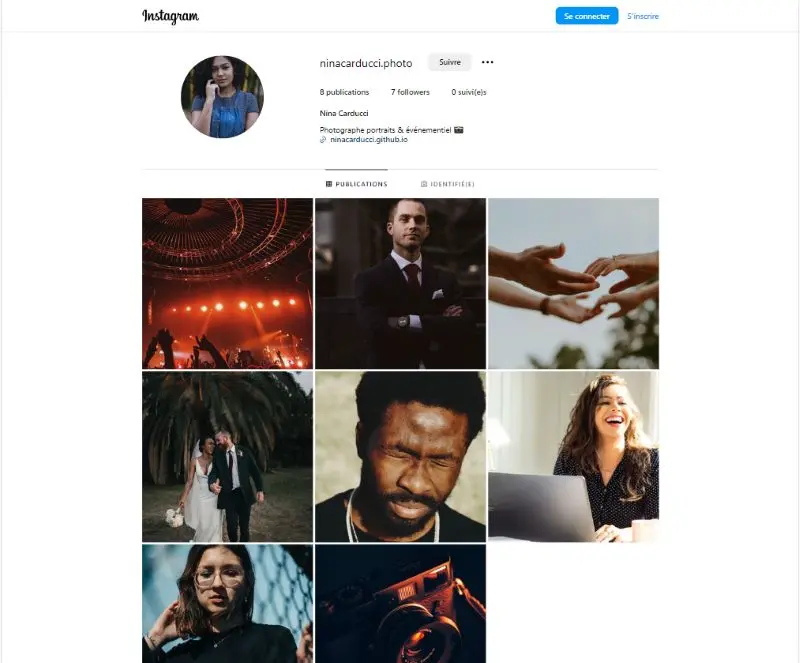 Instagram
Se connecter
S'inscrire
ninacarducci.photo
Suivre
8 publications
7 followers
0 suivi(e)s
Nina Carducci
Photographe portraits & événementiel
ninacarducci.github.io
PUBLICATIONS
IDENTIFIÉ(E)